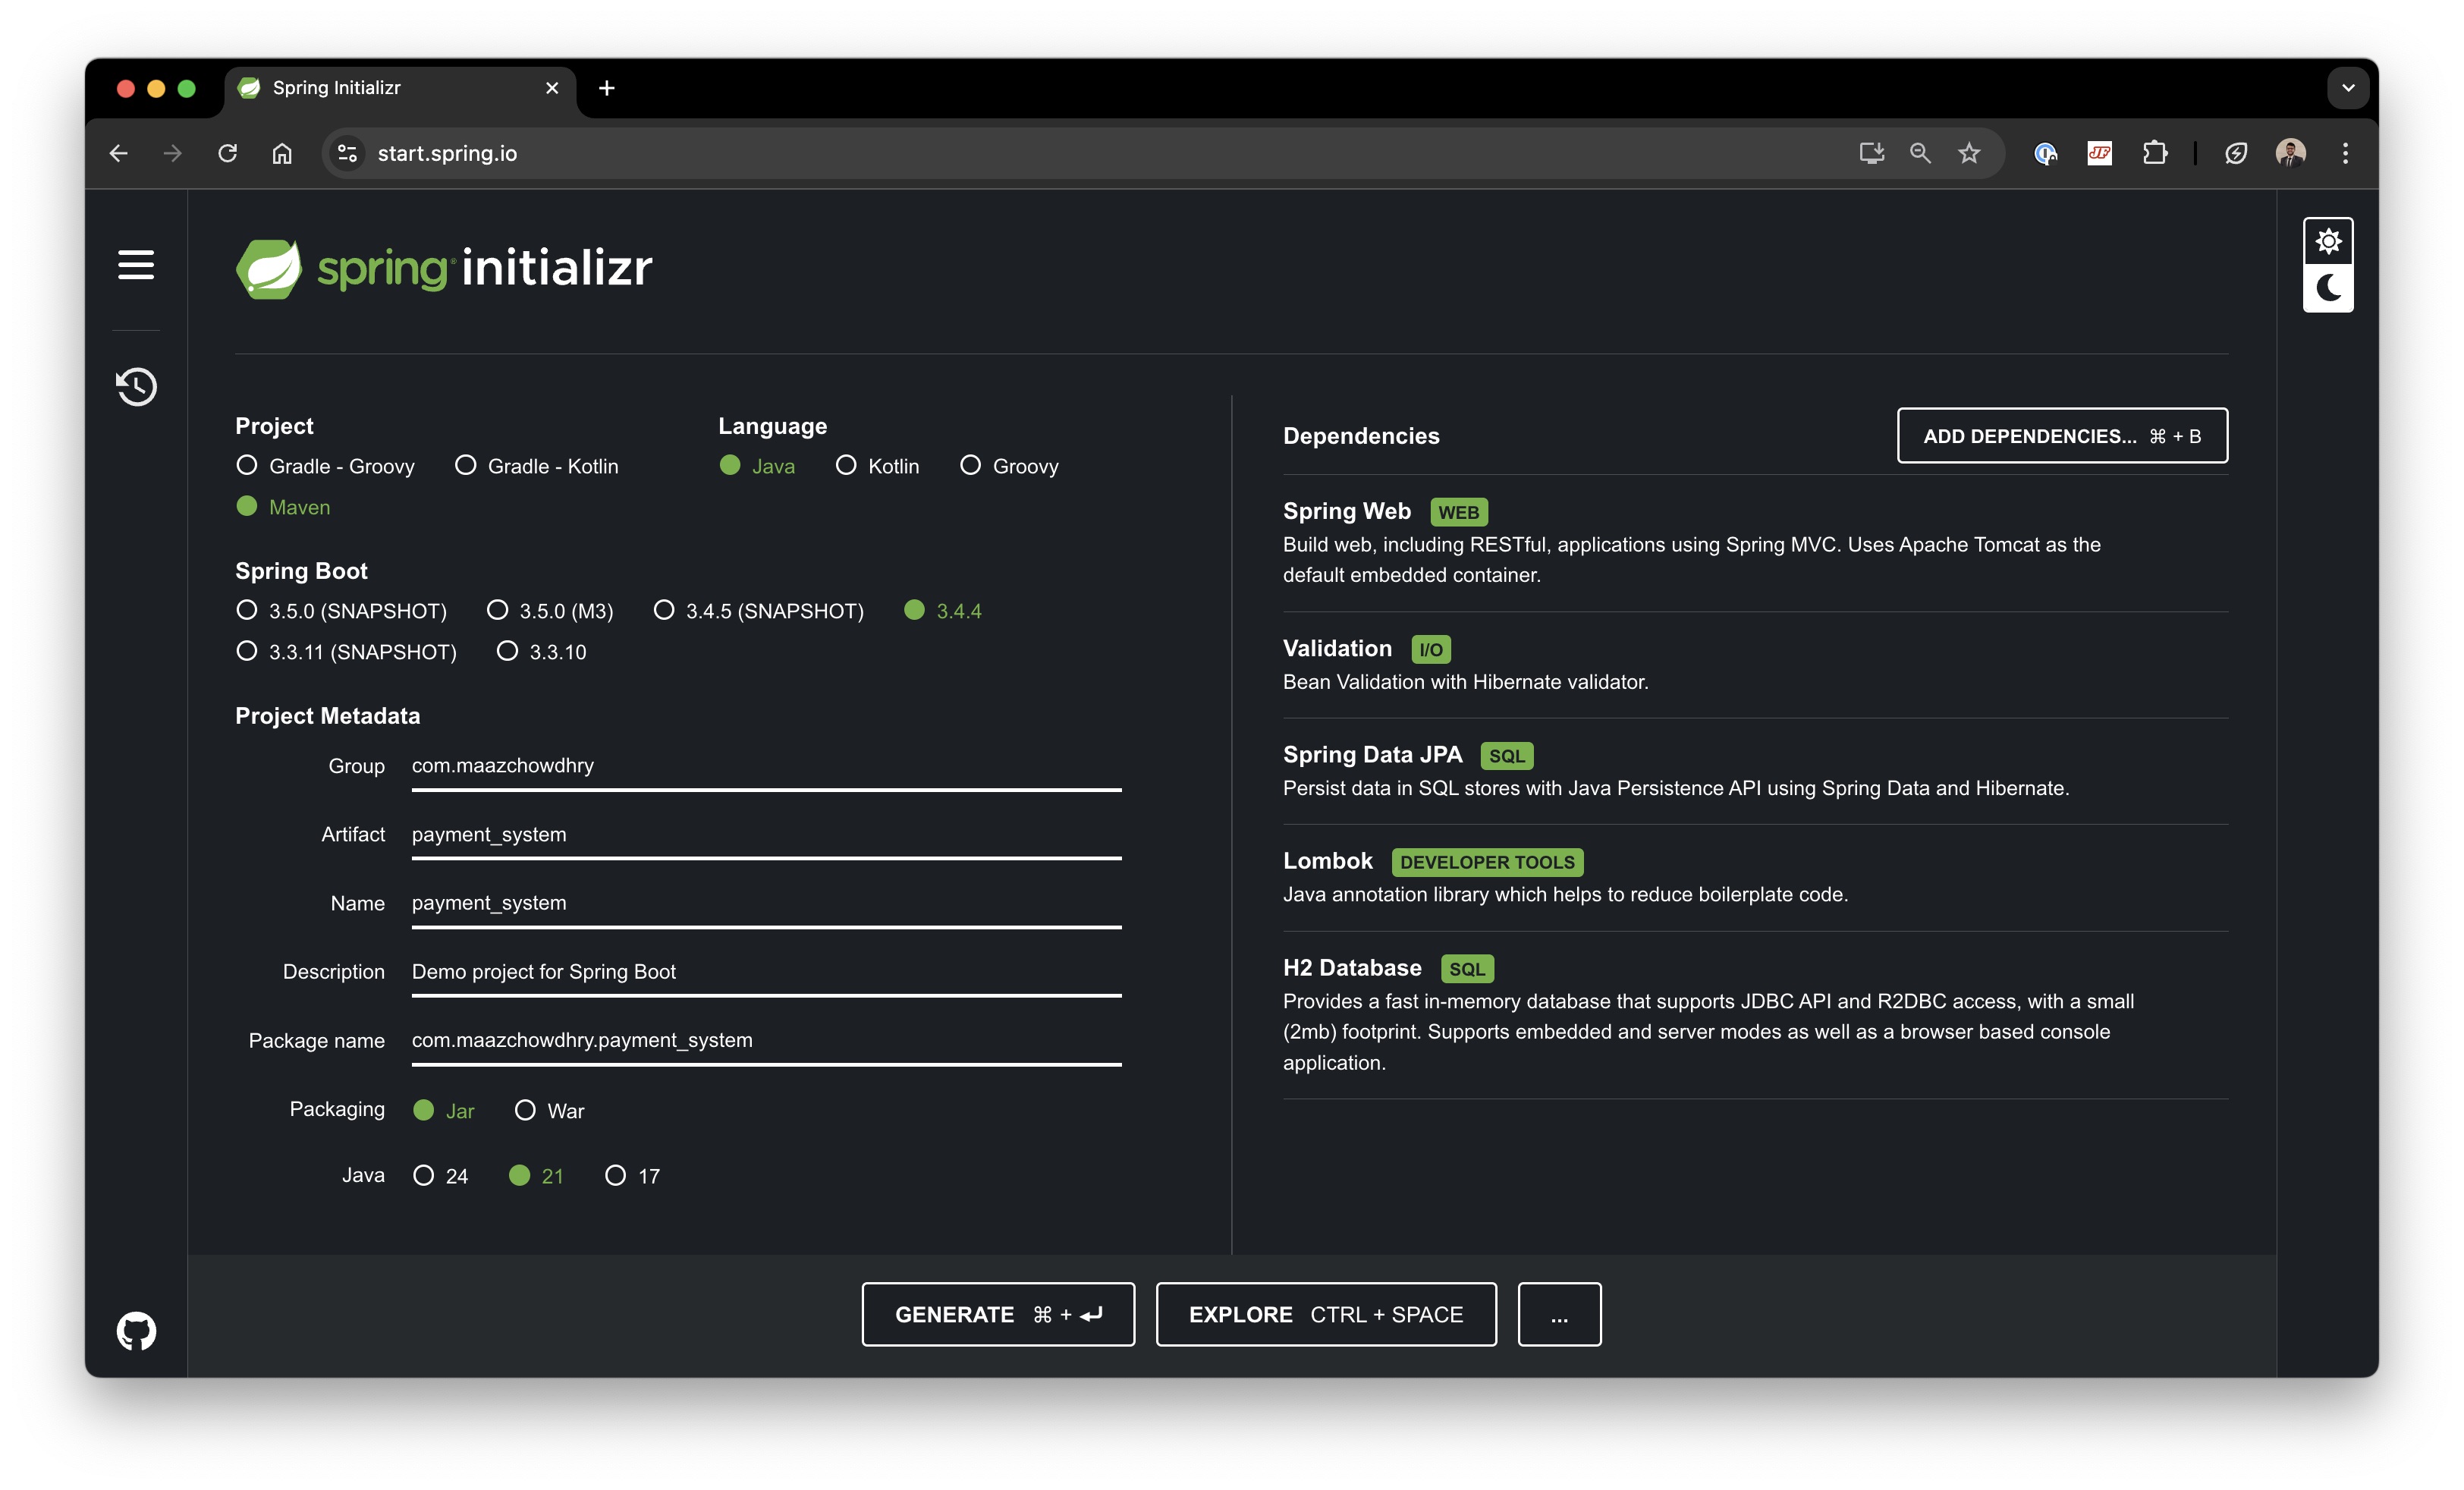 Spring Initializr
start.spring.io
spring initializr
Project
Gradle - Groovy
Gradle - Kotlin
Maven
Language
Java
Kotlin
Groovy
Spring Boot
3.5.0 (SNAPSHOT)
3.5.0 (M3)
3.4.5 (SNAPSHOT)
3.4.4
3.3.11 (SNAPSHOT)
3.3.10
Project Metadata
Group
com.maazchowdhry
Artifact
payment_system
Name
payment_system
Description
Demo project for Spring Boot
Package name
com.maazchowdhry.payment_system
Packaging
Jar
War
Java
24
21
17
Dependencies
ADD DEPENDENCIES... ⌘ + B
Spring Web WEB
Build web, including RESTful, applications using Spring MVC. Uses Apache Tomcat as the
default embedded container.
Validation I/O
Bean Validation with Hibernate validator.
Spring Data JPA SQL
Persist data in SQL stores with Java Persistence API using Spring Data and Hibernate.
Lombok DEVELOPER TOOLS
Java annotation library which helps to reduce boilerplate code.
H2 Database SQL
Provides a fast in-memory database that supports JDBC API and R2DBC access, with a small
(2mb) footprint. Supports embedded and server modes as well as a browser based console
application.
GENERATE ⌘ + ⏎
EXPLORE CTRL + SPACE
...